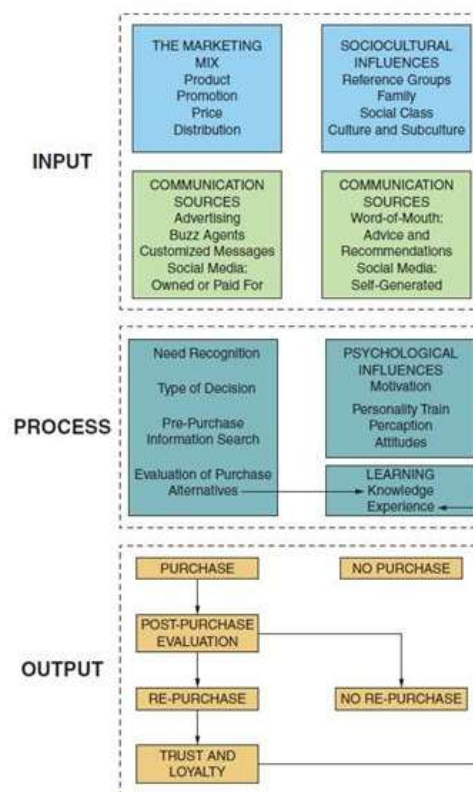 INPUT
THE MARKETING
MIX
Product
Promotion
Price
Distribution
SOCIOCULTURAL
INFLUENCES
Reference Groups
Family
Social Class
Culture and Subculture
COMMUNICATION
SOURCES
Advertising
Buzz Agents
Customized Messages
Social Media:
Owned or Paid For
COMMUNICATION
SOURCES
Word-of-Mouth:
Advice and
Recommendations
Social Media:
Self-Generated
PROCESS
Need Recognition
Type of Decision
Pre-Purchase
Information Search
Evaluation of Purchase
Alternatives
PSYCHOLOGICAL
INFLUENCES
Motivation
Personality Train
Percaption
Attitudes
LEARNING
Knowledge
Experience
OUTPUT
PURCHASE
NO PURCHASE
POST-PURCHASE
EVALUATION
RE-PURCHASE
NO RE-PURCHASE
TRUST AND
LOYALTY